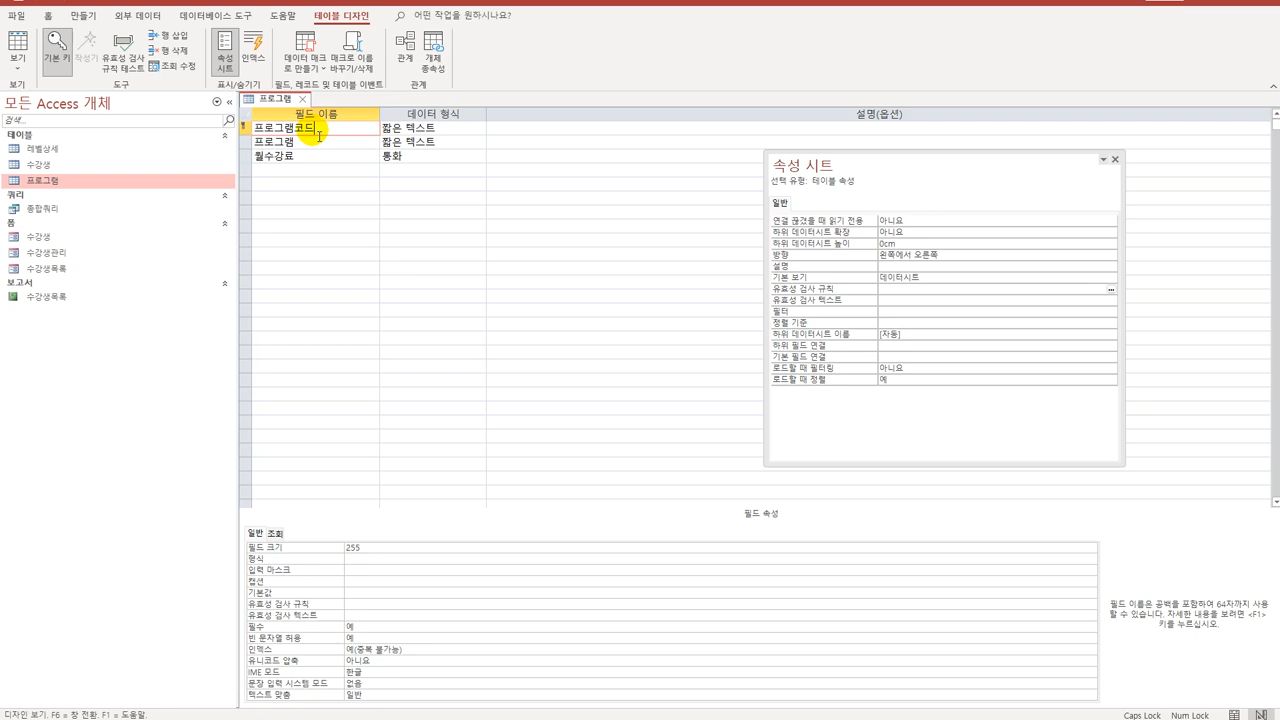 파일 홈 만들기 외부 데이터 데이터베이스 도구 도움말 테이블 디자인 어떤 작업을 원하시나요?
보기 기본 키 작성기 유효성 검사 규칙 테스트 행 삽입 행 삭제 조회 수정 속성 시트 인덱스 데이터 매크로 만들기 매크로 이름 바꾸기/삭제 관계 개체 종속성
보기 도구 표시/숨기기 필드, 레코드 및 테이블 이벤트 관계
모든 Access 개체
검색...
테이블
레벨상세
수강생
프로그램
쿼리
종합쿼리
폼
수강생
수강생관리
수강생목록
보고서
수강생목록
프로그램
필드 이름 데이터 형식 설명(옵션)
프로그램코드 짧은 텍스트
프로그램 짧은 텍스트
월수강료 통화
속성 시트
선택 유형: 테이블 속성
일반
연결 끊겼을 때 읽기 전용 아니요
하위 데이터시트 확장 아니요
하위 데이터시트 높이 0cm
방향 왼쪽에서 오른쪽
설명
기본 보기 데이터시트
유효성 검사 규칙 ...
유효성 검사 텍스트
필터
정렬 기준
하위 데이터시트 이름 [자동]
하위 필드 연결
기본 필드 연결
로드할 때 필터링 아니요
로드할 때 정렬 예
필드 속성
일반 조회
필드 크기 255
형식
입력 마스크
캡션
기본값
유효성 검사 규칙
유효성 검사 텍스트
필수 예
빈 문자열 허용 예
인덱스 예(중복 불가능)
유니코드 압축 아니요
IME 모드 한글
문장 입력 시스템 모드 없음
텍스트 맞춤 일반
필드 이름은 공백을 포함하여 64자까지 사용
할 수 있습니다. 자세한 내용을 보려면 <F1>
키를 누르십시오.
디자인 보기. F6 = 창 전환. F1 = 도움말. Caps Lock Num Lock